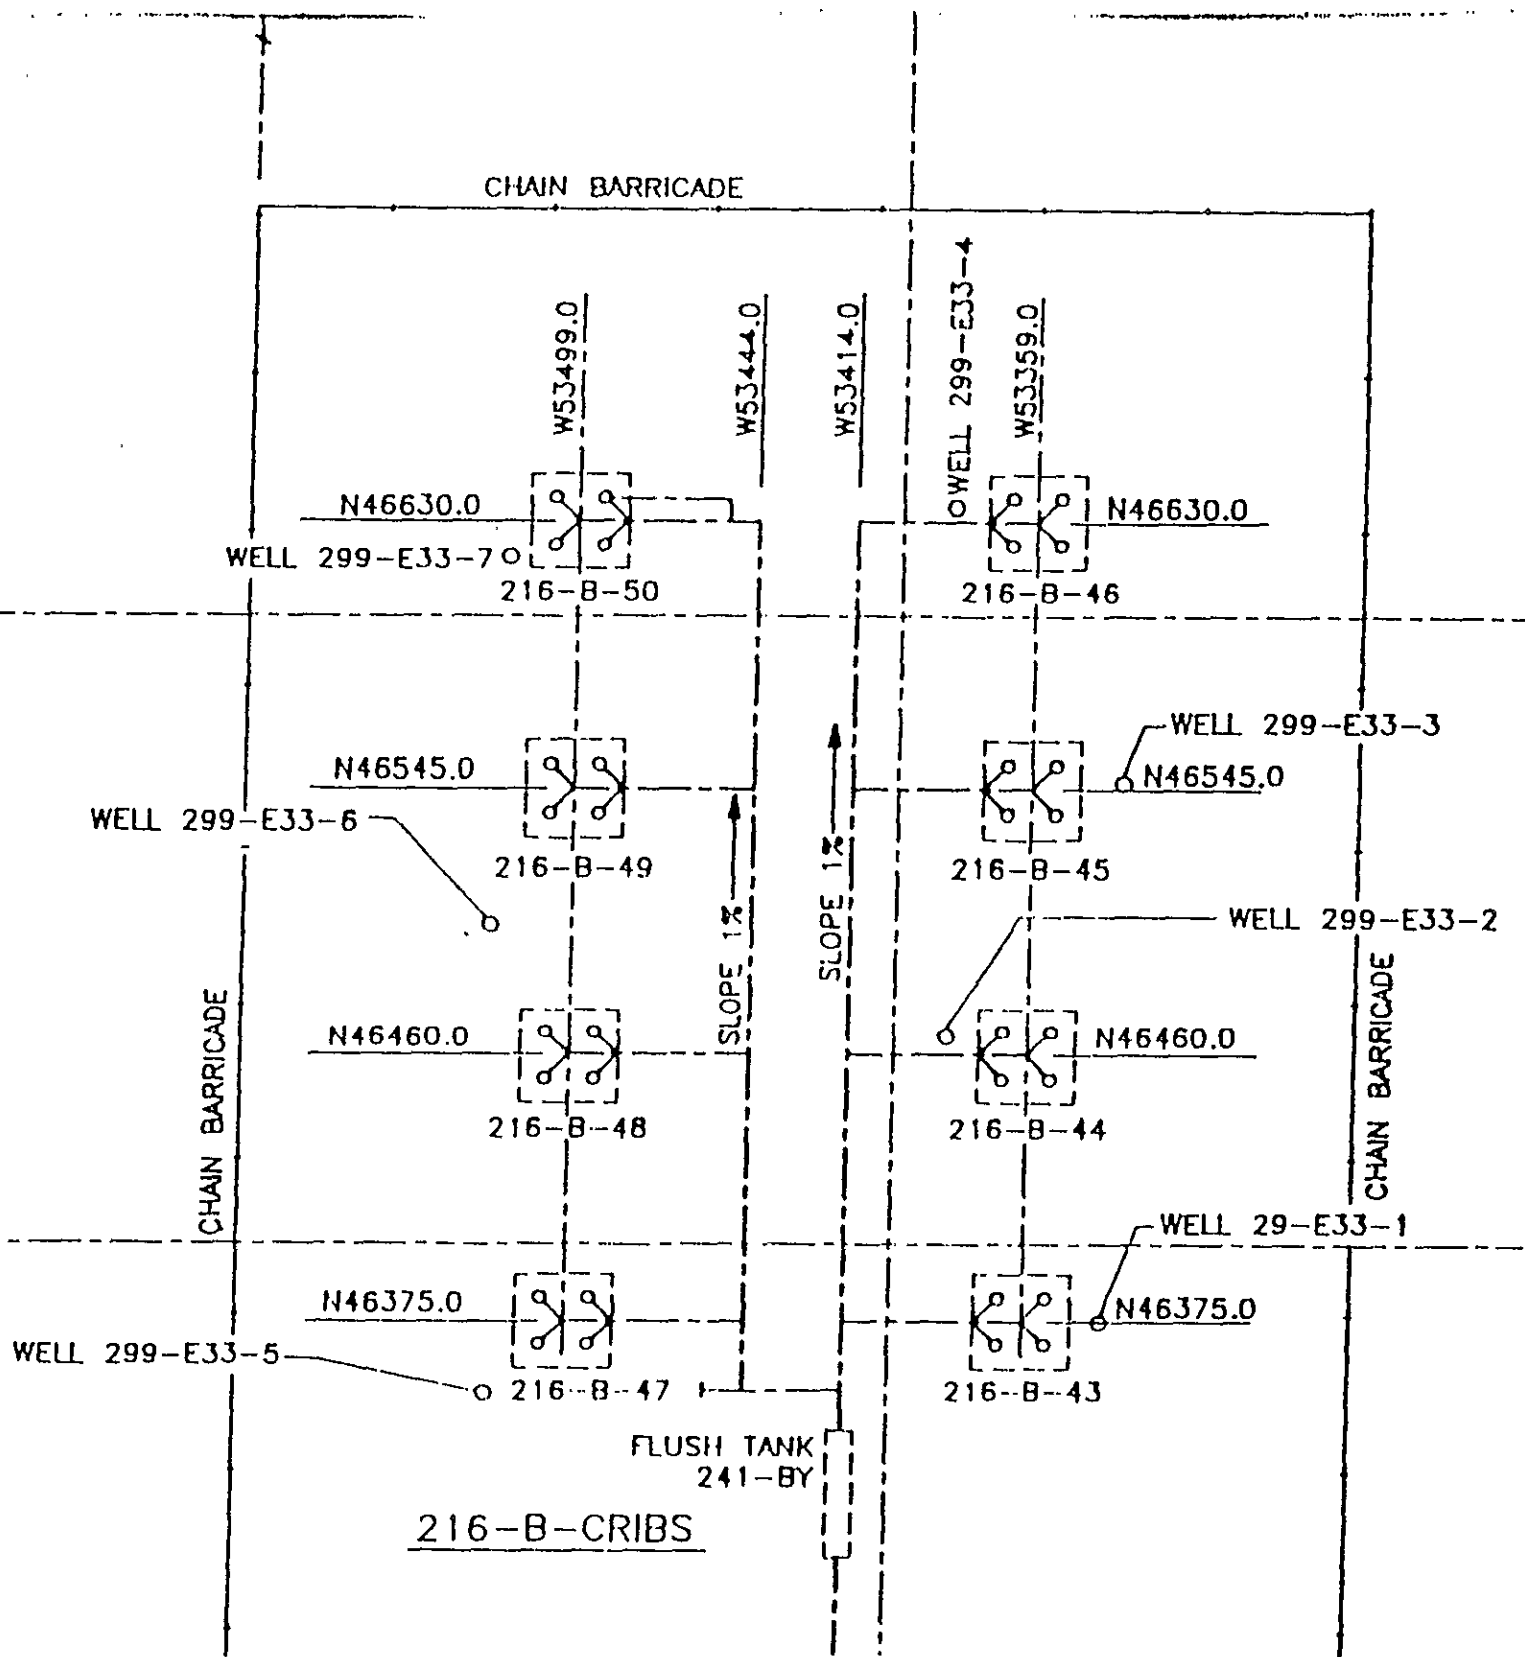 CHAIN BARRICADE
W53499.0
W53444.0
W53414.0
WELL 299-E33-4
W53359.0
N46630.0
N46630.0
WELL 299-E33-7
216-B-50
216-B-46
WELL 299-E33-3
N46545.0
N46545.0
WELL 299-E33-6
216-B-49
216-B-45
SLOPE 1%
SLOPE 1%
WELL 299-E33-2
CHAIN BARRICADE
CHAIN BARRICADE
N46460.0
N46460.0
216-B-48
216-B-44
WELL 29-E33-1
N46375.0
N46375.0
WELL 299-E33-5
216-B-47
216-B-43
FLUSH TANK
241-BY
216-B-CRIBS